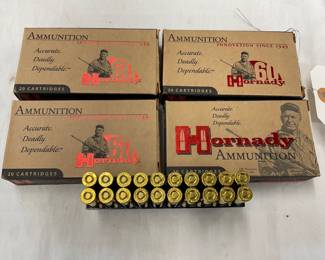 AMMUNITION
Accurate.
Deadly.
Dependable.
60
Hornady
20 CARTRIDGES
AMMUNITION
INNOVATION SINCE 1949
Accurate.
Deadly.
Dependable.
60
Hornady
20 CARTRIDGES
AMMUNITION
Accurate.
Deadly.
Dependable.
60
Hornady
20 CARTRIDGES
Accurate.
Deadly.
Dependable.
Hornady
AMMUNITION